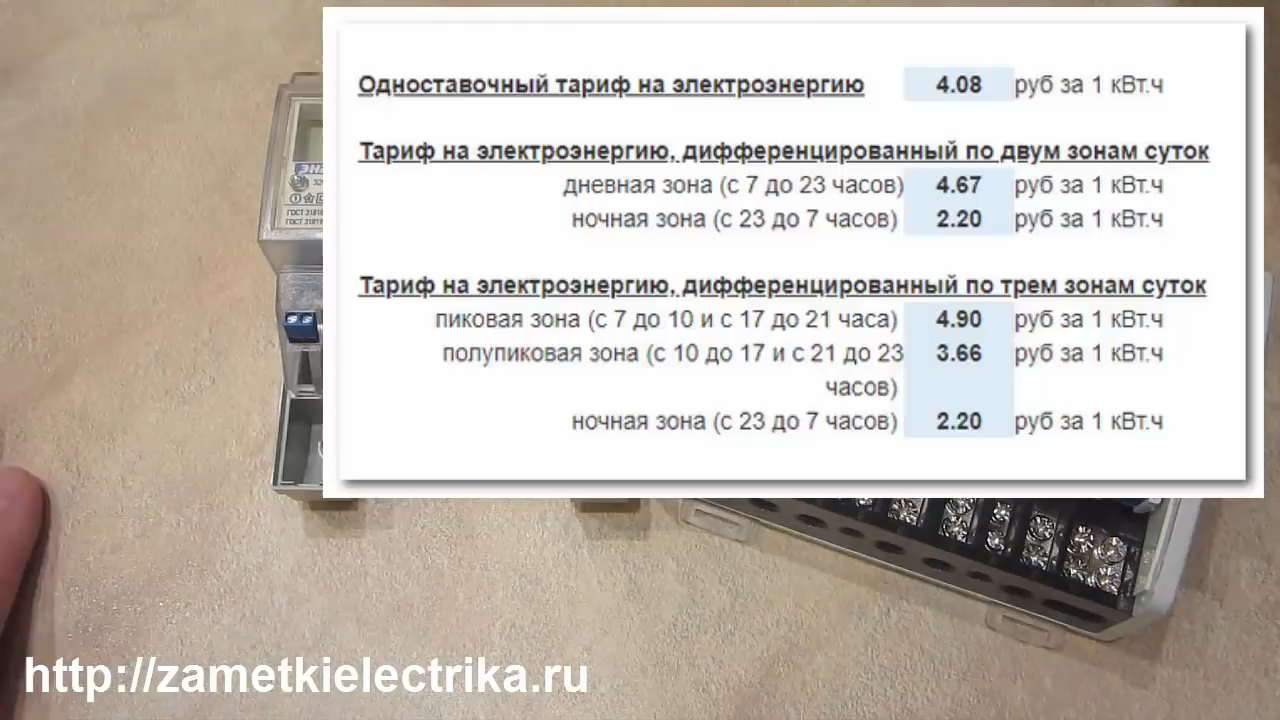 Одноставочный тариф на электроэнергию 4.08 руб за 1 кВт.ч
Тариф на электроэнергию, дифференцированный по двум зонам суток
дневная зона (с 7 до 23 часов) 4.67 руб за 1 кВт.ч
ночная зона (с 23 до 7 часов) 2.20 руб за 1 кВт.ч
Тариф на электроэнергию, дифференцированный по трем зонам суток
пиковая зона (с 7 до 10 и с 17 до 21 часа) 4.90 руб за 1 кВт.ч
полупиковая зона (с 10 до 17 и с 21 до 23 3.66 руб за 1 кВт.ч
часов)
ночная зона (с 23 до 7 часов) 2.20 руб за 1 кВт.ч
http://zametkielectrika.ru